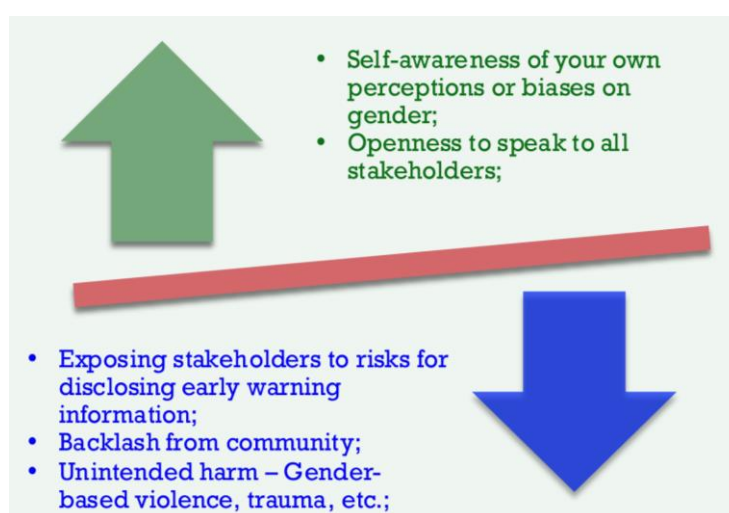 • Self-awareness of your own
perceptions or biases on
gender;
• Openness to speak to all
stakeholders;
• Exposing stakeholders to risks for
disclosing early warning
information;
• Backlash from community;
• Unintended harm – Gender-
based violence, trauma, etc.;